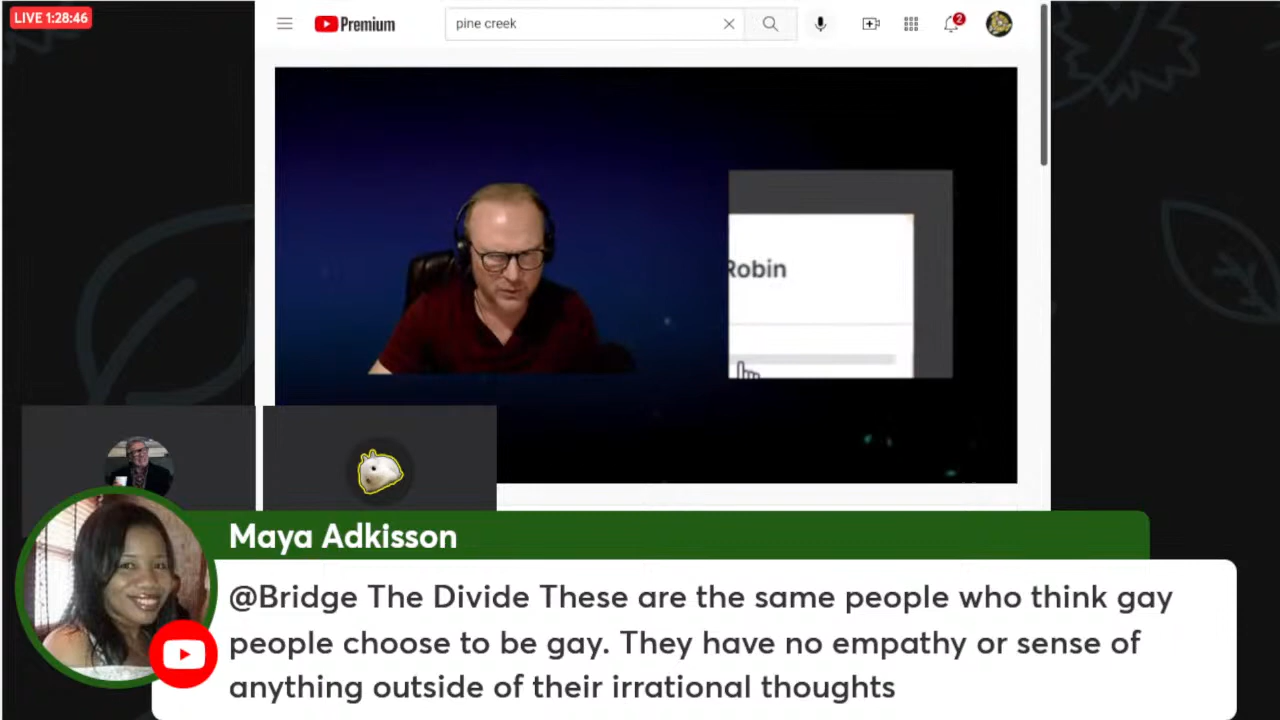 LIVE 1:28:46
Premium
pine creek
2
Robin
Maya Adkisson
@Bridge The Divide These are the same people who think gay
people choose to be gay. They have no empathy or sense of
anything outside of their irrational thoughts